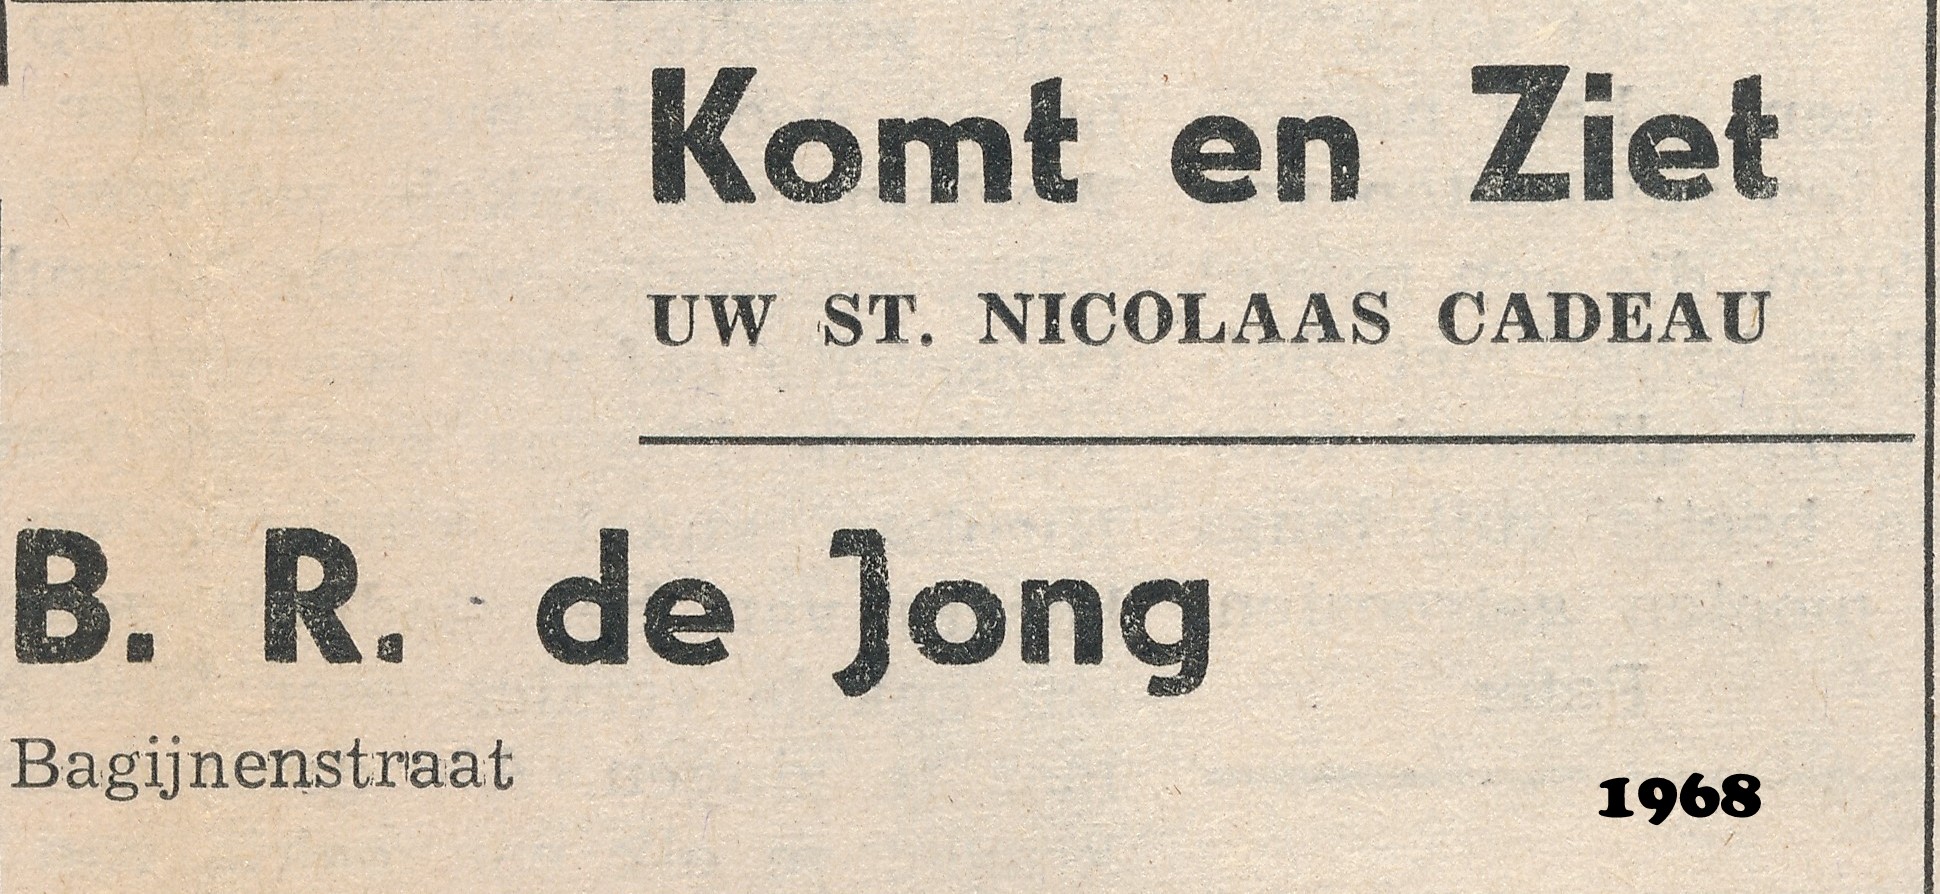 Komt en Ziet
UW ST. NICOLAAS CADEAU
B. R. de Jong
Bagijnenstraat
1968